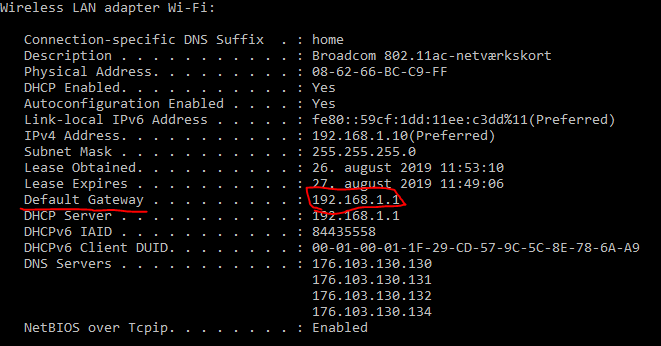 Wireless LAN adapter Wi-Fi:
Connection-specific DNS Suffix  . : home
Description . . . . . . . . . . . : Broadcom 802.11ac-netværkskort
Physical Address. . . . . . . . . : 08-62-66-BC-C9-FF
DHCP Enabled. . . . . . . . . . . : Yes
Autoconfiguration Enabled . . . . : Yes
Link-local IPv6 Address . . . . . : fe80::59cf:1dd:11ee:c3dd%11(Preferred)
IPv4 Address. . . . . . . . . . . : 192.168.1.10(Preferred)
Subnet Mask . . . . . . . . . . . : 255.255.255.0
Lease Obtained. . . . . . . . . . : 26. august 2019 11:53:10
Lease Expires . . . . . . . . . . : 27. august 2019 11:49:06
Default Gateway . . . . . . . . . : 192.168.1.1
DHCP Server . . . . . . . . . . . : 192.168.1.1
DHCPv6 IAID . . . . . . . . . . . : 84435558
DHCPv6 Client DUID. . . . . . . . : 00-01-00-01-1F-29-CD-57-9C-5C-8E-78-6A-A9
DNS Servers . . . . . . . . . . . : 176.103.130.130
176.103.130.131
176.103.130.132
176.103.130.134
NetBIOS over Tcpip. . . . . . . . : Enabled